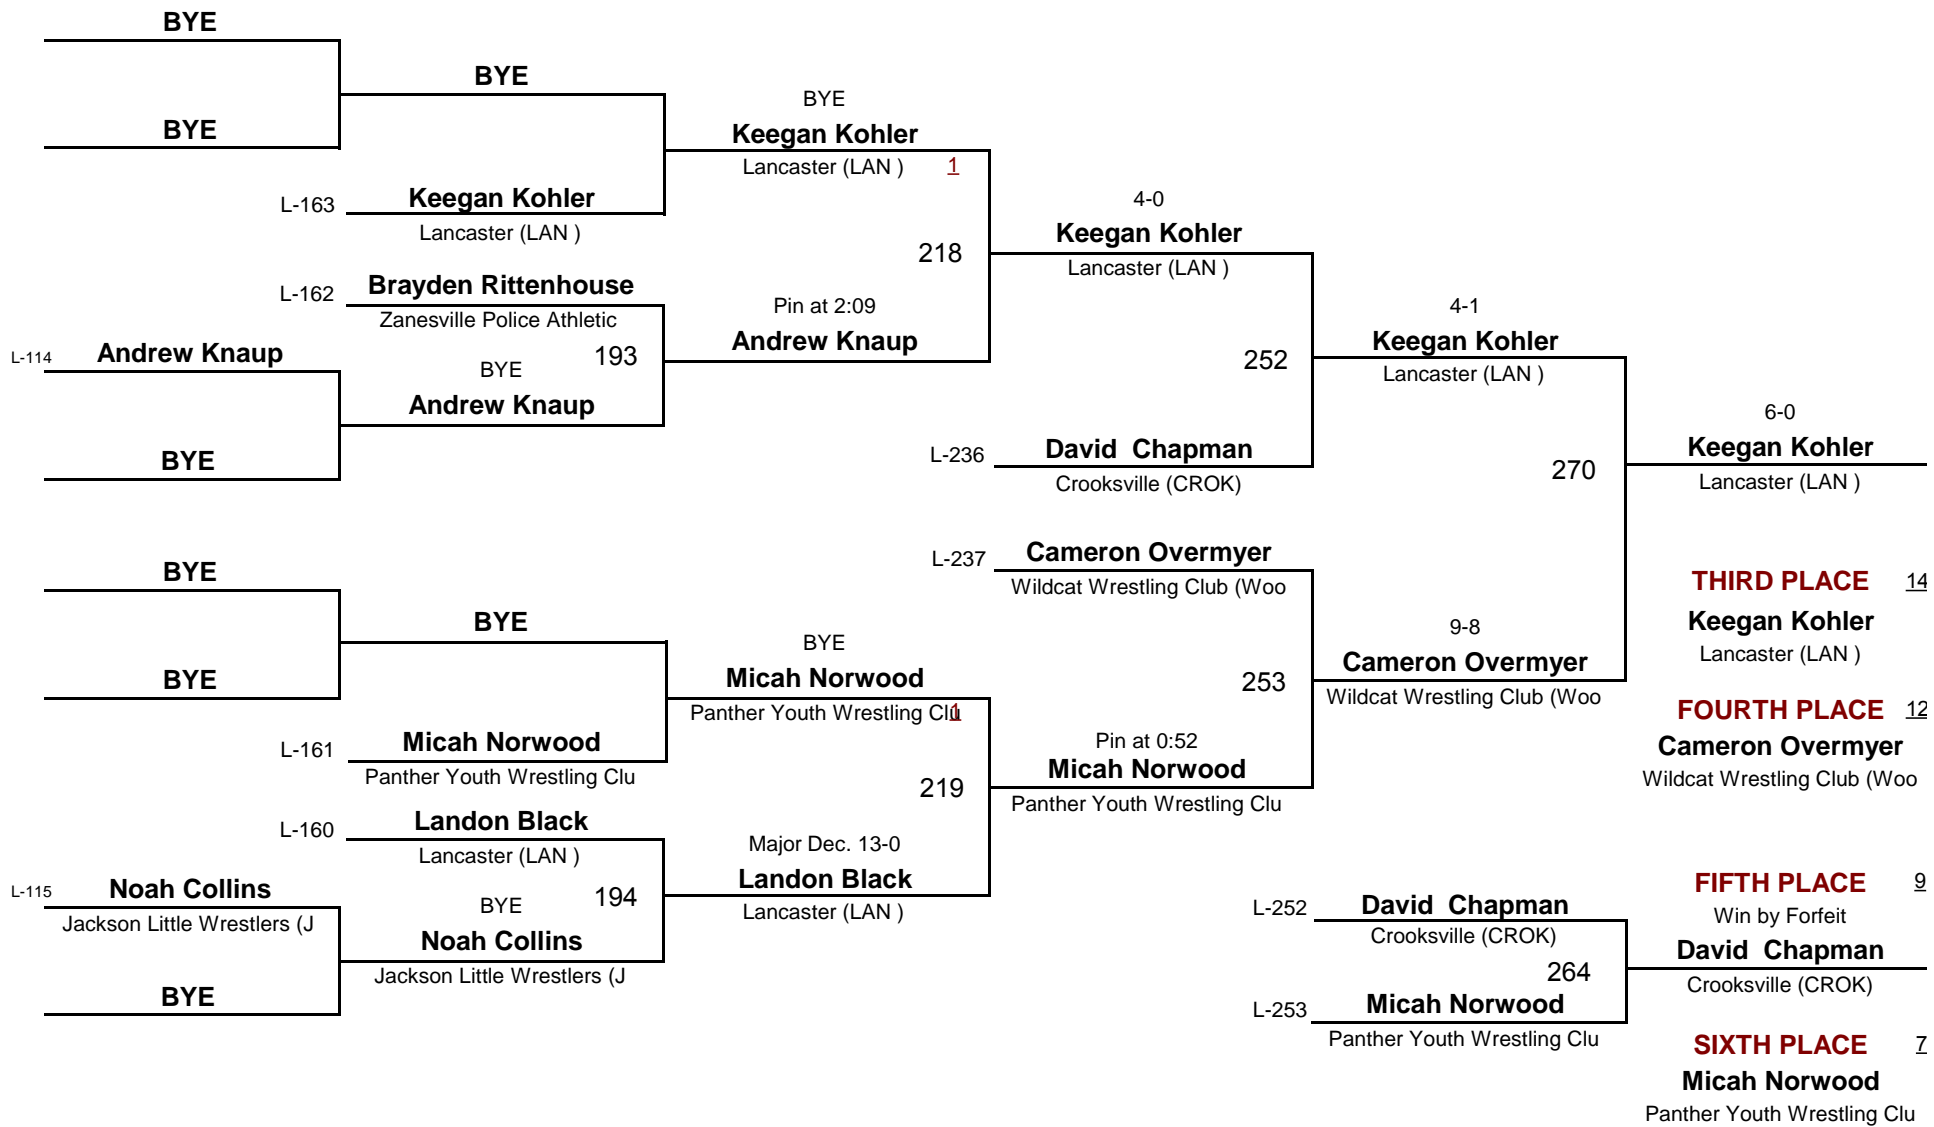 BYE
BYE
BYE
BYE
Keegan Kohler
Lancaster (LAN ) 1
L-163 Keegan Kohler
Lancaster (LAN )
4-0
Keegan Kohler
Lancaster (LAN )
218
L-162 Brayden Rittenhouse
Zanesville Police Athletic
Pin at 2:09
Andrew Knaup
4-1
Keegan Kohler
Lancaster (LAN )
L-114 Andrew Knaup
193
BYE
Andrew Knaup
252
BYE
L-236 David  Chapman
Crooksville (CROK)
270
6-0
Keegan Kohler
Lancaster (LAN )
BYE
L-237 Cameron Overmyer
Wildcat Wrestling Club (Woo
THIRD PLACE 14
Keegan Kohler
Lancaster (LAN )
BYE
BYE
BYE
Micah Norwood
Panther Youth Wrestling Clu 1
253
9-8
Cameron Overmyer
Wildcat Wrestling Club (Woo
FOURTH PLACE 12
Cameron Overmyer
Wildcat Wrestling Club (Woo
L-161 Micah Norwood
Panther Youth Wrestling Clu
Pin at 0:52
Micah Norwood
Panther Youth Wrestling Clu
219
L-160 Landon Black
Lancaster (LAN )
Major Dec. 13-0
Landon Black
Lancaster (LAN )
L-115 Noah Collins
Jackson Little Wrestlers (J
194
BYE
Noah Collins
Jackson Little Wrestlers (J
BYE
L-252 David  Chapman
Crooksville (CROK)
264
L-253 Micah Norwood
Panther Youth Wrestling Clu
FIFTH PLACE 9
Win by Forfeit
David  Chapman
Crooksville (CROK)
SIXTH PLACE 7
Micah Norwood
Panther Youth Wrestling Clu